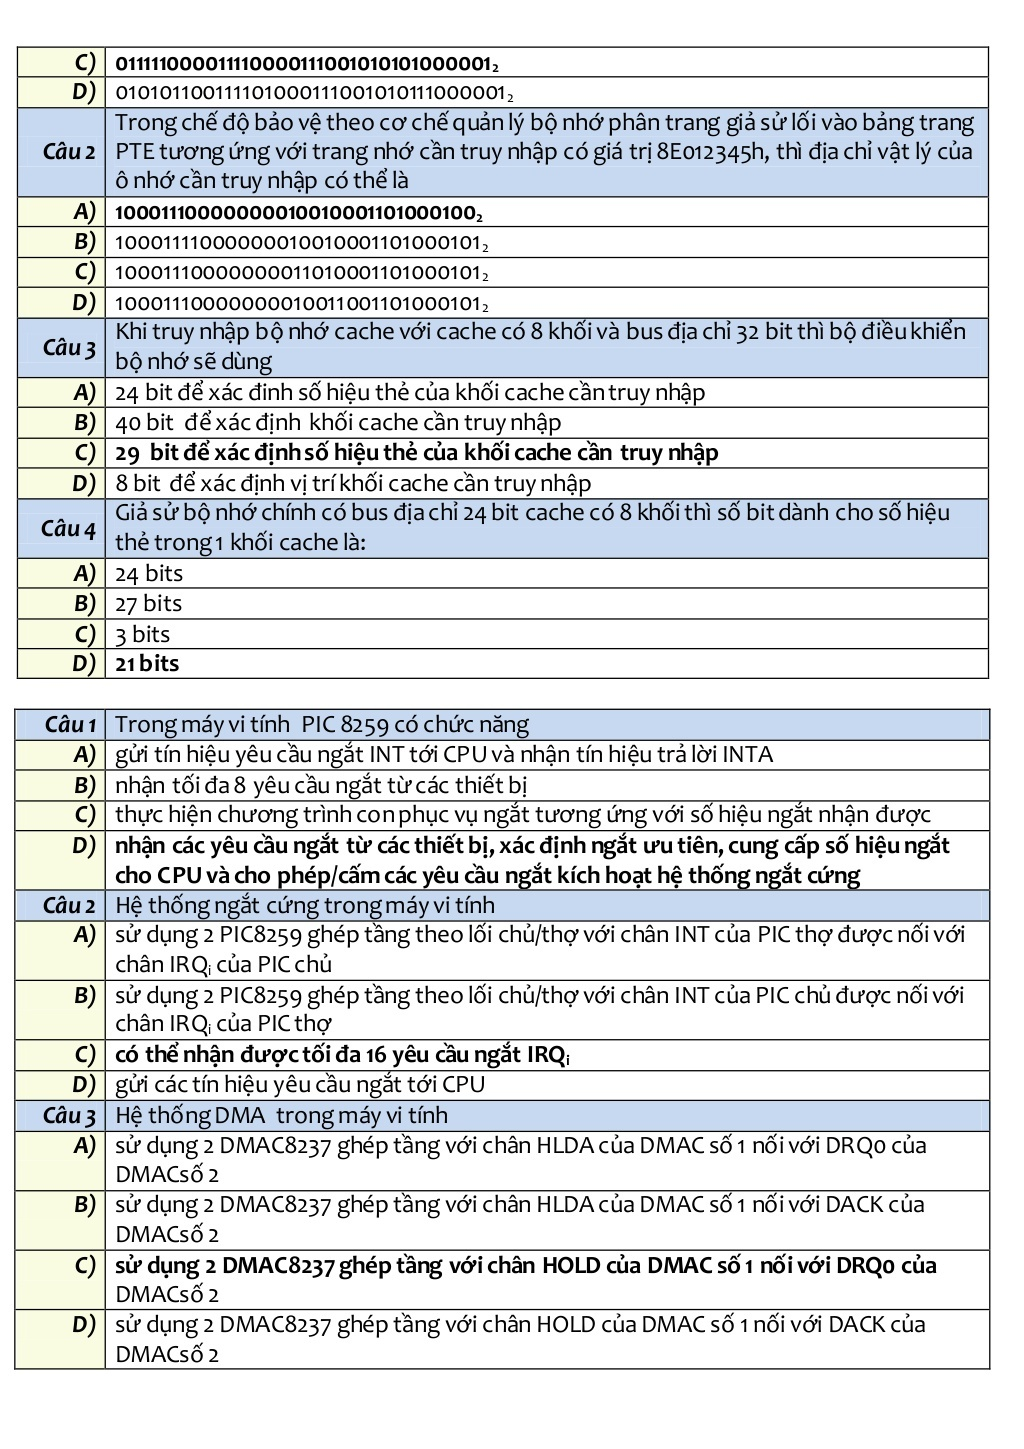 C) 01111100001111000011100101010100000​1₂
D) 01010110011110100011100101011100000​1₂
Câu 2 Trong chế độ bảo vệ theo cơ chế quản lý bộ nhớ phân trang giả sử lối vào bảng trang
PTE tương ứng với trang nhớ cần truy nhập có giá trị 8E012345h, thì địa chỉ vật lý của
ô nhớ cần truy nhập có thể là
A) 10001110000000010010001101000100₂
B) 10001111000000010010001101000101₂
C) 10001110000000011010001101000101₂
D) 10001110000000010011001101000101₂
Câu 3 Khi truy nhập bộ nhớ cache với cache có 8 khối và bus địa chỉ 32 bit thì bộ điều khiển
bộ nhớ sẽ dùng
A) 24 bit để xác đinh số hiệu thẻ của khối cache cần truy nhập
B) 40 bit để xác định khối cache cần truy nhập
C) 29 bit để xác định số hiệu thẻ của khối cache cần truy nhập
D) 8 bit để xác định vị trí khối cache cần truy nhập
Câu 4 Giả sử bộ nhớ chính có bus địa chỉ 24 bit cache có 8 khối thì số bit dành cho số hiệu
thẻ trong 1 khối cache là:
A) 24 bits
B) 27 bits
C) 3 bits
D) 21 bits
Câu 1 Trong máy vi tính PIC 8259 có chức năng
A) gửi tín hiệu yêu cầu ngắt INT tới CPU và nhận tín hiệu trả lời INTA
B) nhận tối đa 8 yêu cầu ngắt từ các thiết bị
C) thực hiện chương trình con phục vụ ngắt tương ứng với số hiệu ngắt nhận được
D) nhận các yêu cầu ngắt từ các thiết bị, xác định ngắt ưu tiên, cung cấp số hiệu ngắt
cho CPU và cho phép/cấm các yêu cầu ngắt kích hoạt hệ thống ngắt cứng
Câu 2 Hệ thống ngắt cứng trong máy vi tính
A) sử dụng 2 PIC8259 ghép tầng theo lối chủ/thợ với chân INT của PIC thợ được nối với
chân IRQᵢ của PIC chủ
B) sử dụng 2 PIC8259 ghép tầng theo lối chủ/thợ với chân INT của PIC chủ được nối với
chân IRQᵢ của PIC thợ
C) có thể nhận được tối đa 16 yêu cầu ngắt IRQᵢ
D) gửi các tín hiệu yêu cầu ngắt tới CPU
Câu 3 Hệ thống DMA trong máy vi tính
A) sử dụng 2 DMAC8237 ghép tầng với chân HLDA của DMAC số 1 nối với DRQ0 của
DMACsố 2
B) sử dụng 2 DMAC8237 ghép tầng với chân HLDA của DMAC số 1 nối với DACK của
DMACsố 2
C) sử dụng 2 DMAC8237 ghép tầng với chân HOLD của DMAC số 1 nối với DRQ0 của
DMACsố 2
D) sử dụng 2 DMAC8237 ghép tầng với chân HOLD của DMAC số 1 nối với DACK của
DMACsố 2